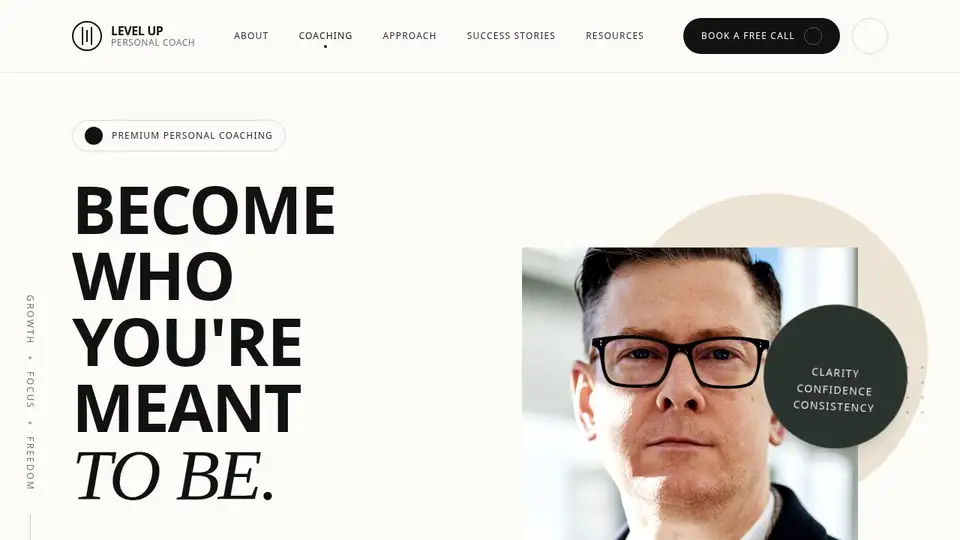 LEVEL UP
PERSONAL COACH
ABOUT
COACHING
APPROACH
SUCCESS STORIES
RESOURCES
BOOK A FREE CALL
PREMIUM PERSONAL COACHING
BECOME
WHO
YOU'RE
MEANT
TO BE.
GROWTH • FOCUS • FREEDOM
CLARITY
CONFIDENCE
CONSISTENCY